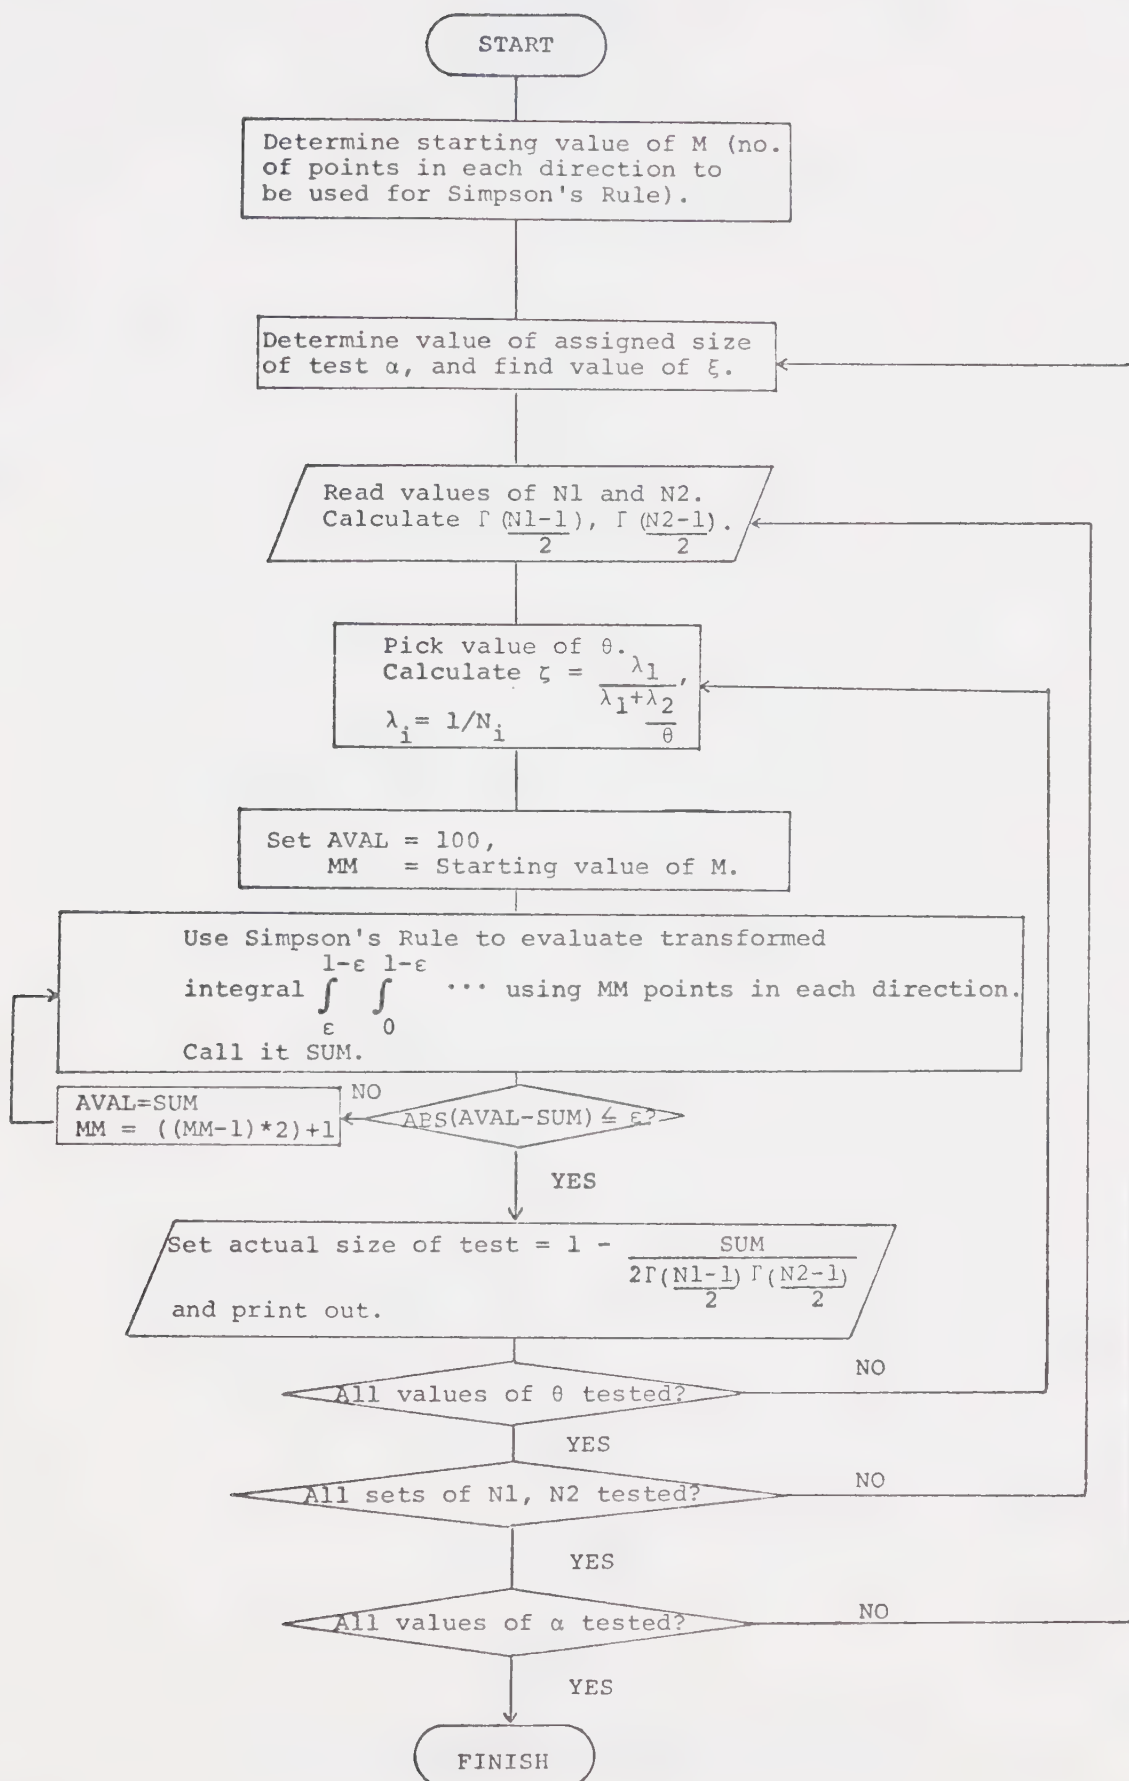 START
Determine starting value of M (no.
of points in each direction to
be used for Simpson's Rule).
Determine value of assigned size
of test α, and find value of ξ.
Read values of N1 and N2.
Calculate Γ(N1-1), Γ(N2-1).
2 2
Pick value of θ.
Calculate ζ = λ1 ,
λ1+λ2
λi = 1/Ni θ
Set AVAL = 100,
MM = Starting value of M.
Use Simpson's Rule to evaluate transformed
1-ε 1-ε
integral ∫ ∫ ··· using MM points in each direction.
ε 0
Call it SUM.
NO
AVAL=SUM
MM = ((MM-1)*2)+1
ABS(AVAL-SUM) ≤ ε?
YES
Set actual size of test = 1 - SUM
2Γ(N1-1) Γ(N2-1)
2 2
and print out.
NO
All values of θ tested?
YES
NO
All sets of N1, N2 tested?
YES
NO
All values of α tested?
YES
FINISH